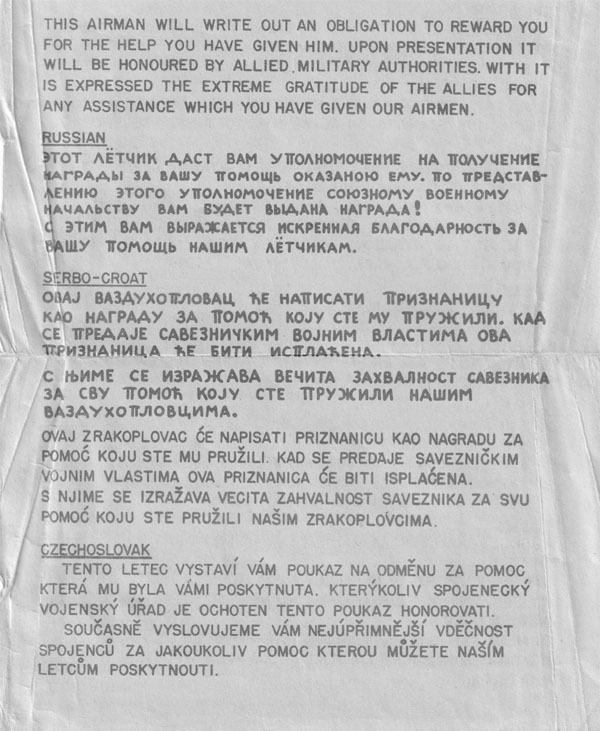 THIS AIRMAN WILL WRITE OUT AN OBLIGATION TO REWARD YOU
FOR THE HELP YOU HAVE GIVEN HIM. UPON PRESENTATION IT
WILL BE HONOURED BY ALLIED MILITARY AUTHORITIES. WITH IT
IS EXPRESSED THE EXTREME GRATITUDE OF THE ALLIES FOR
ANY ASSISTANCE WHICH YOU HAVE GIVEN OUR AIRMEN.
RUSSIAN
ЭТОТ ЛЁТЧИК ДАСТ ВАМ УПОЛНОМОЧЕНИЕ НА ПОЛУЧЕНИЕ
НАГРАДЫ ЗА ВАШУ ПОМОЩЬ ОКАЗАНОЮ ЕМУ. ПО ПРЕДСТАВ-
ЛЕНИЮ ЭТОГО УПОЛНОМОЧЕНИЕ СОЮЗНОМУ ВОЕННОМУ
НАЧАЛЬСТВУ ВАМ БУДЕТ ВЫДАНА НАГРАДА!
С ЭТИМ ВАМ ВЫРАЖАЕТСЯ ИСКРЕННАЯ БЛАГОДАРНОСТЬ ЗА
ВАШУ ПОМОЩЬ НАШИМ ЛЁТЧИКАМ.
SERBO-CROAT
ОВАЈ ВАЗДУХОПЛОВАЦ ЋЕ НАПИСАТИ ПРИЗНАНИЦУ
КАО НАГРАДУ ЗА ПОМОЋ КОЈУ СТЕ МУ ПРУЖИЛИ. КАД
СЕ ПРЕДАЈЕ САВЕЗНИЧКИМ ВОЈНИМ ВЛАСТИМА ОВА
ПРИЗНАНИЦА ЋЕ БИТИ ИСПЛАЋЕНА.
С ЊИМЕ СЕ ИЗРАЖАВА ВЕЧИТА ЗАХВАЛНОСТ САВЕЗНИКА
ЗА СВУ ПОМОЋ КОЈУ СТЕ ПРУЖИЛИ НАШИМ
ВАЗДУХОПЛОВЦИМА.
OVAJ ZRAKOPLOVAC ĆE NAPISATI PRIZNANICU KAO NAGRADU ZA
POMOĆ KOJU STE MU PRUŽILI. KAD SE PREDAJE SAVEZNIČKIM
VOJNIM VLASTIMA OVA PRIZNANICA ĆE BITI ISPLAĆENA.
S NJIME SE IZRAŽAVA VECITA ZAHVALNOST SAVEZNIKA ZA SVU
POMOĆ KOJU STE PRUŽILI NAŠIM ZRAKOPLOVCIMA.
CZECHOSLOVAK
TENTO LETEC VYSTAVÍ VÁM POUKAZ NA ODMĚNU ZA POMOC
KTERÁ MU BYLA VÁMI POSKYTNUTA. KTERÝKOLIV SPOJENECKÝ
VOJENSKÝ ÚŘAD JE OCHOTEN TENTO POUKAZ HONOROVATI.
SOUČASNĚ VYSLOVUJEME VÁM NEJÚPŘIMNĚJŠÍ VDĚČNOST
SPOJENCŮ ZA JAKOUKOLIV POMOC KTEROU MŮŽETE NAŠÍM
LETCŮM POSKYTNOUTI.